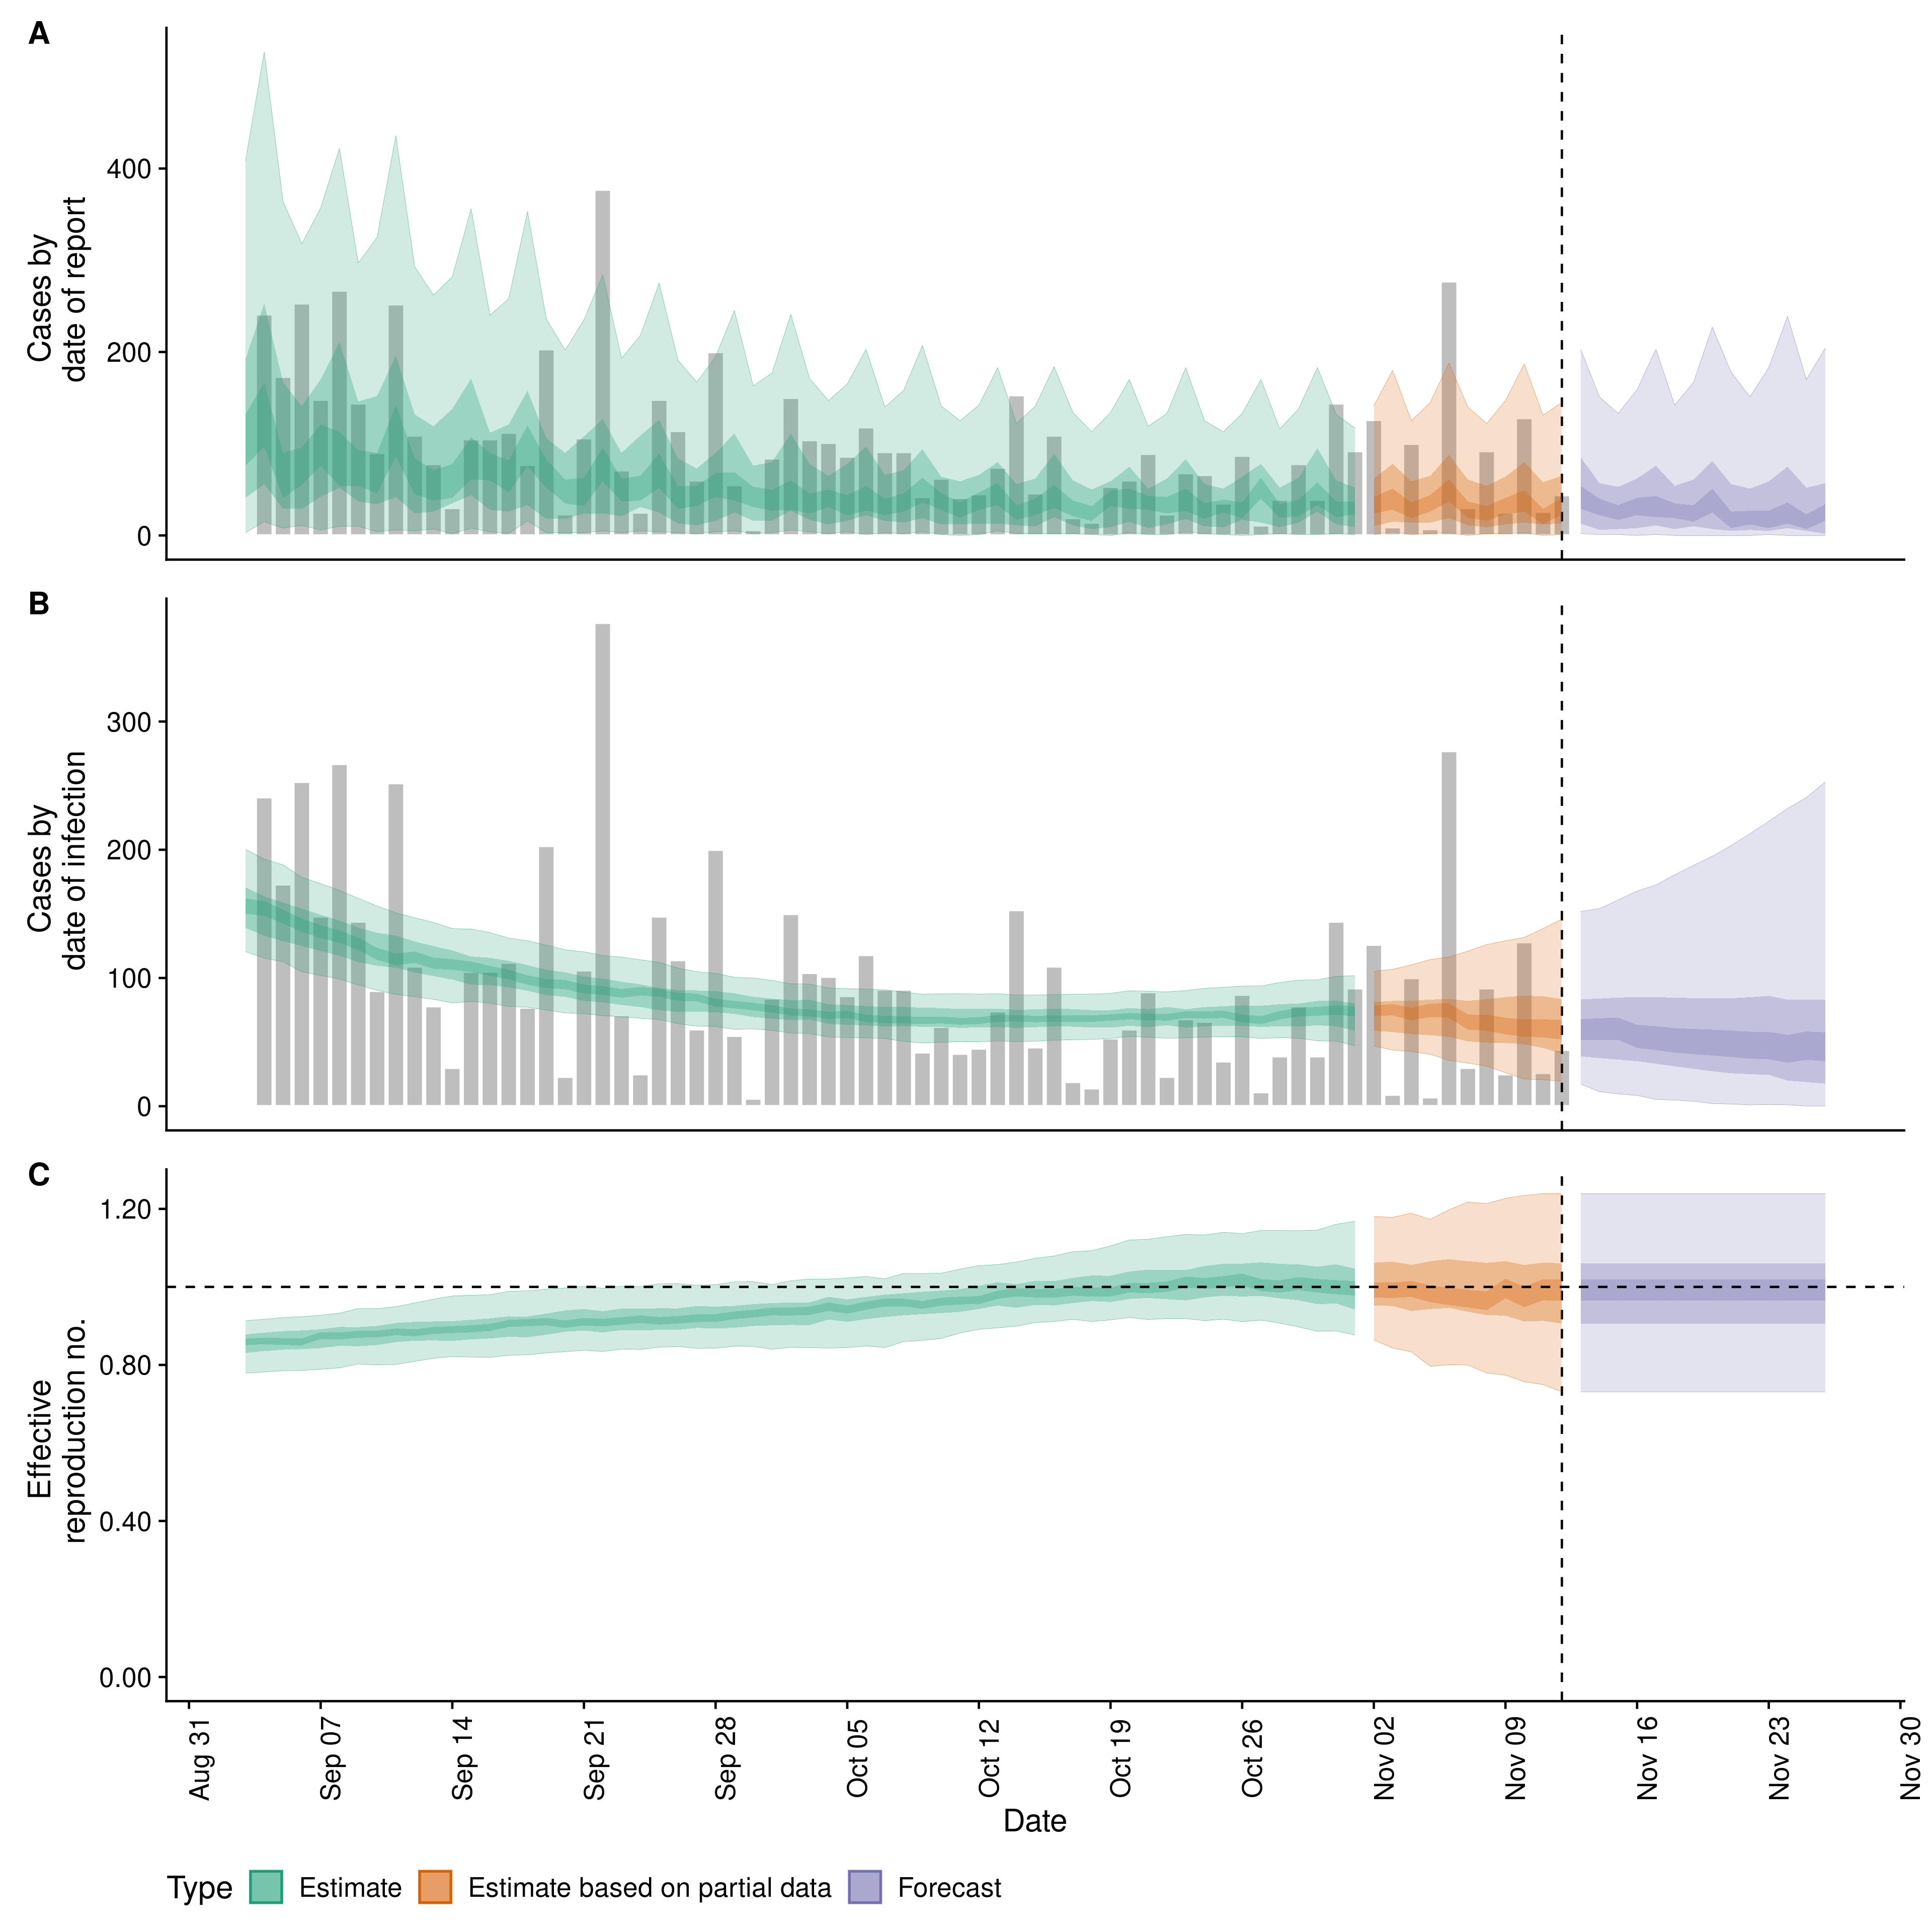 A
Cases by
date of report
400
200
0
B
Cases by
date of infection
300
200
100
0
C
Effective
reproduction no.
1.20
0.80
0.40
0.00
Aug 31
Sep 07
Sep 14
Sep 21
Sep 28
Oct 05
Oct 12
Oct 19
Oct 26
Nov 02
Nov 09
Nov 16
Nov 23
Nov 30
Date
Type Estimate Estimate based on partial data Forecast